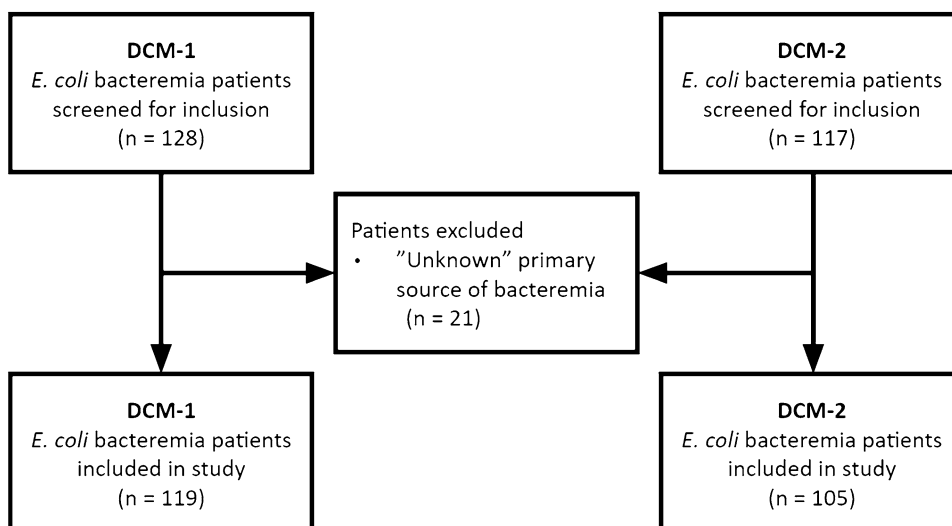 DCM-1
E. coli bacteremia patients
screened for inclusion
(n = 128)
DCM-2
E. coli bacteremia patients
screened for inclusion
(n = 117)
Patients excluded
• ”Unknown” primary
source of bacteremia
(n = 21)
DCM-1
E. coli bacteremia patients
included in study
(n = 119)
DCM-2
E. coli bacteremia patients
included in study
(n = 105)